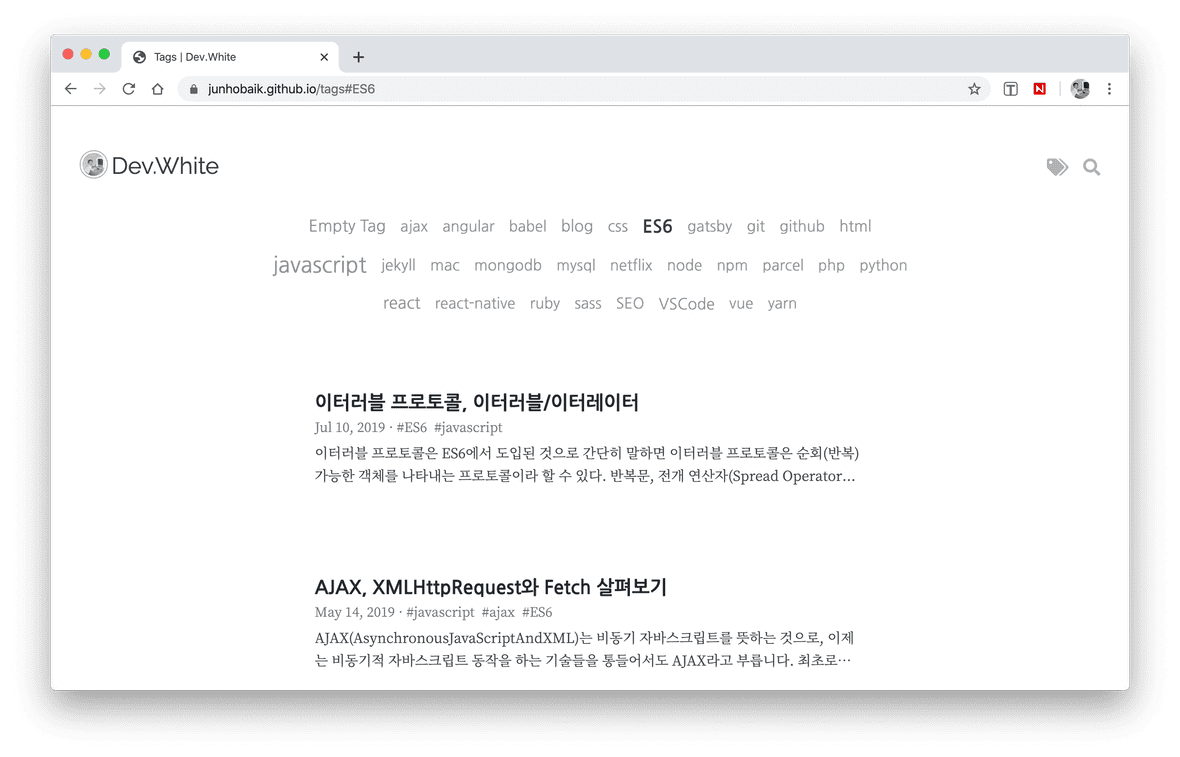 Tags | Dev.White
junhobaik.github.io/tags#ES6
Dev.White
Empty Tag ajax angular babel blog css ES6 gatsby git github html
javascript jekyll mac mongodb mysql netflix node npm parcel php python
react react-native ruby sass SEO VSCode vue yarn
이터러블 프로토콜, 이터러블/이터레이터
Jul 10, 2019 · #ES6 #javascript
이터러블 프로토콜은 ES6에서 도입된 것으로 간단히 말하면 이터러블 프로토콜은 순회(반복)
가능한 객체를 나타내는 프로토콜이라 할 수 있다. 반복문, 전개 연산자(Spread Operator…
AJAX, XMLHttpRequest와 Fetch 살펴보기
May 14, 2019 · #javascript #ajax #ES6
AJAX(AsynchronousJavaScriptAndXML)는 비동기 자바스크립트를 뜻하는 것으로, 이제
는 비동기적 자바스크립트 동작을 하는 기술들을 통들어서도 AJAX라고 부릅니다. 최초로…